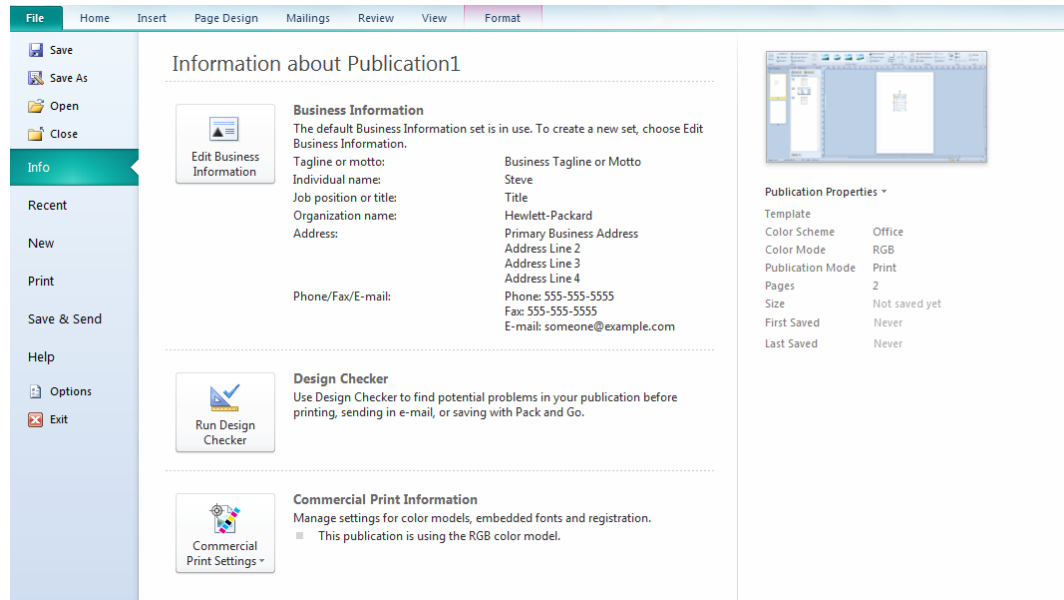 File Home Insert Page Design Mailings Review View Format
Save
Save As
Open
Close
Info
Recent
New
Print
Save & Send
Help
Options
Exit
Information about Publication1
Edit Business
Information
Business Information
The default Business Information set is in use. To create a new set, choose Edit
Business Information.
Tagline or motto: Business Tagline or Motto
Individual name: Steve
Job position or title: Title
Organization name: Hewlett-Packard
Address: Primary Business Address
Address Line 2
Address Line 3
Address Line 4
Phone/Fax/E-mail: Phone: 555-555-5555
Fax: 555-555-5555
E-mail: someone@example.com
Run Design
Checker
Design Checker
Use Design Checker to find potential problems in your publication before
printing, sending in e-mail, or saving with Pack and Go.
Commercial
Print Settings
Commercial Print Information
Manage settings for color models, embedded fonts and registration.
This publication is using the RGB color model.
Publication Properties
Template
Color Scheme Office
Color Mode RGB
Publication Mode Print
Pages 2
Size Not saved yet
First Saved Never
Last Saved Never